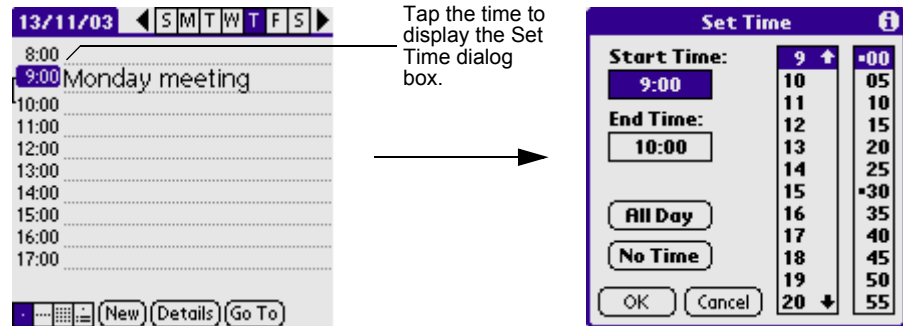 13/11/03 S M T W T F S
8:00
9:00 Monday meeting
10:00
11:00
12:00
13:00
14:00
15:00
16:00
17:00
New Details Go To
Tap the time to
display the Set
Time dialog
box.
Set Time i
Start Time:
9:00
End Time:
10:00
All Day
No Time
OK Cancel
9 00
10 05
11 10
12 15
13 20
14 25
15 30
16 35
17 40
18 45
19 50
20 55